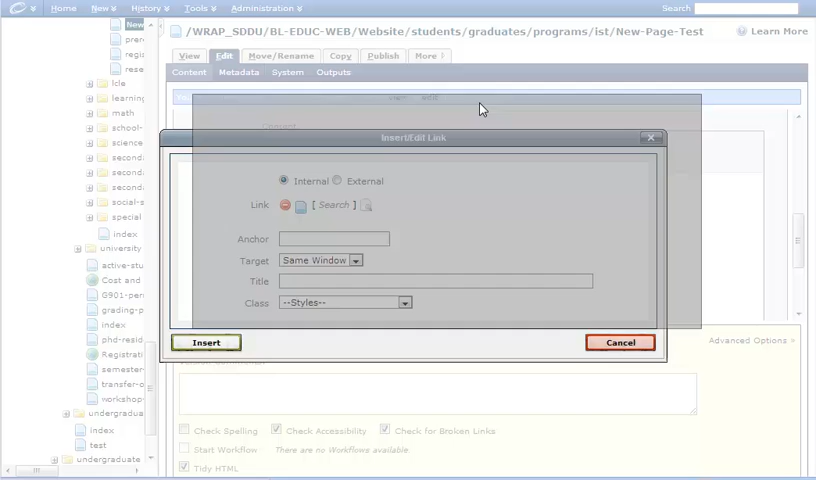 Home New History Tools Administration Search
/WRAP_SDDU/BL-EDUC-WEB/Website/students/graduates/programs/ist/New-Page-Test Learn More
View Edit Move/Rename Copy Publish More
Content Metadata System Outputs
New
prer
regis
rese
lcle
learning
math
school-
science
second
second
second
social-s
special
index
university
active-stu
Cost and
G901-per
grading-p
index
phd-resid
Registrati
semester-
transfer-o
workshop
undergradua
index
test
undergraduate
Insert/Edit Link
Internal External
Link [ Search ]
Anchor
Target Same Window
Title
Class --Styles--
Insert Cancel
Advanced Options »
Check Spelling Check Accessibility Check for Broken Links
Start Workflow There are no Workflows available
Tidy HTML